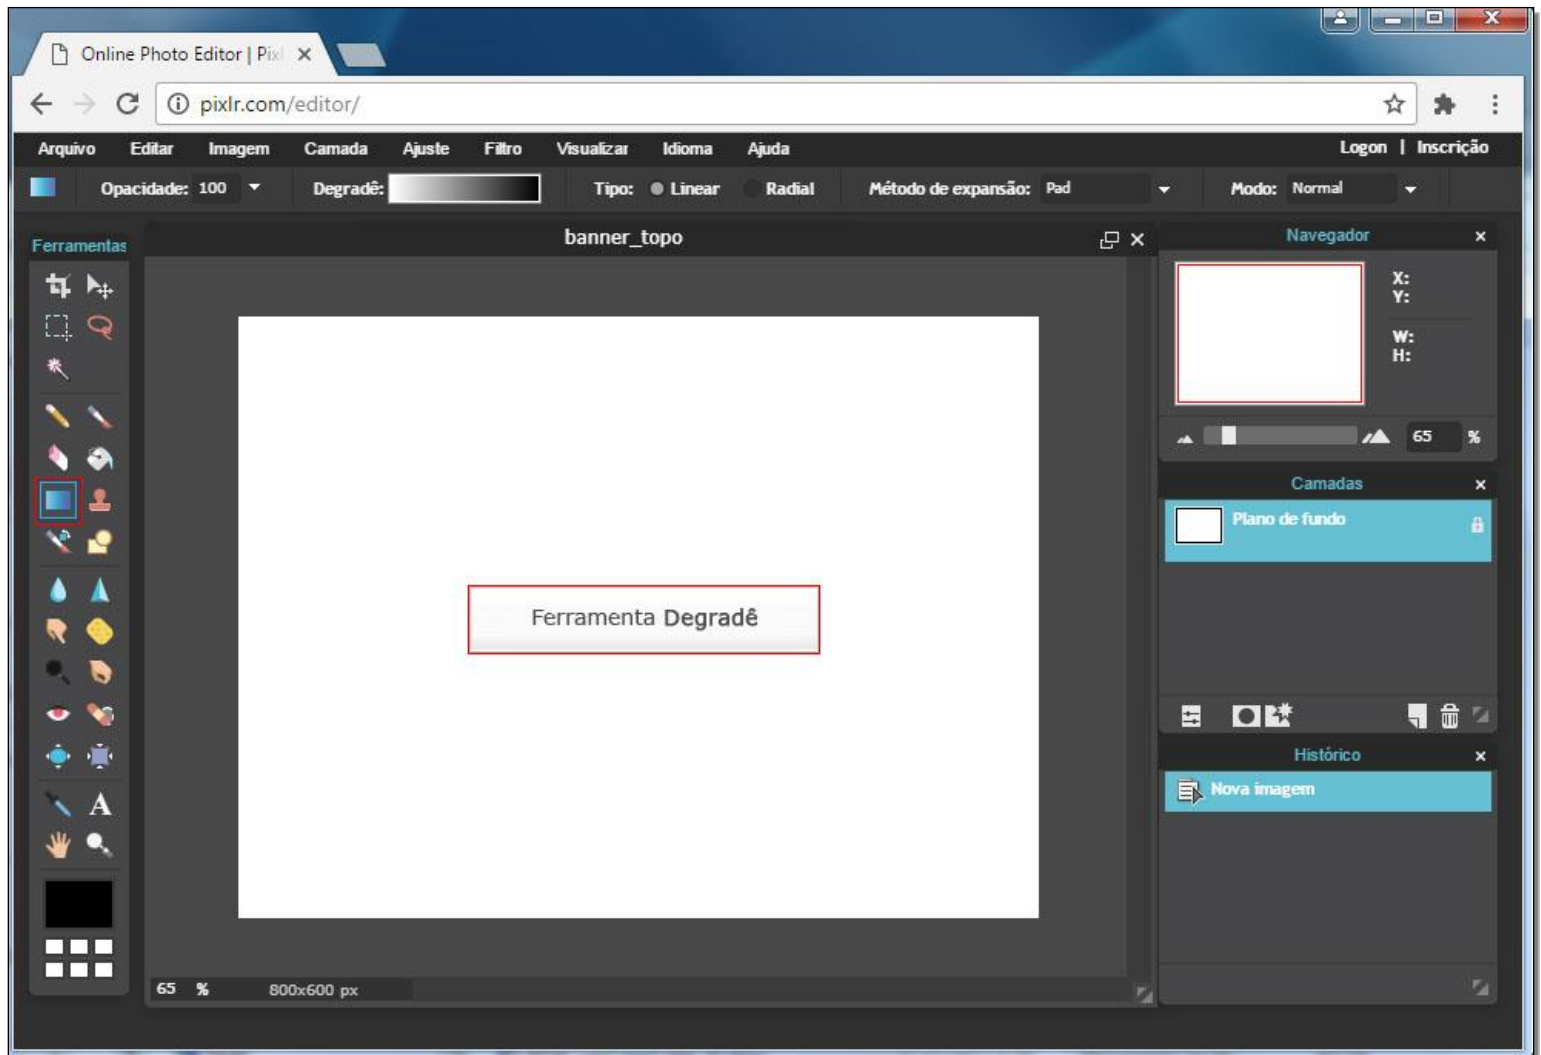 Online Photo Editor | Pixl
pixlr.com/editor/
Arquivo Editar Imagem Camada Ajuste Filtro Visualizar Idioma Ajuda Logon | Inscrição
Opacidade: 100 Degradê: Tipo: Linear Radial Método de expansão: Pad Modo: Normal
Ferramentas
banner_topo
Navegador
X:
Y:
W:
H:
65 %
Camadas
Plano de fundo
Ferramenta Degradê
Histórico
Nova imagem
A
65 % 800x600 px